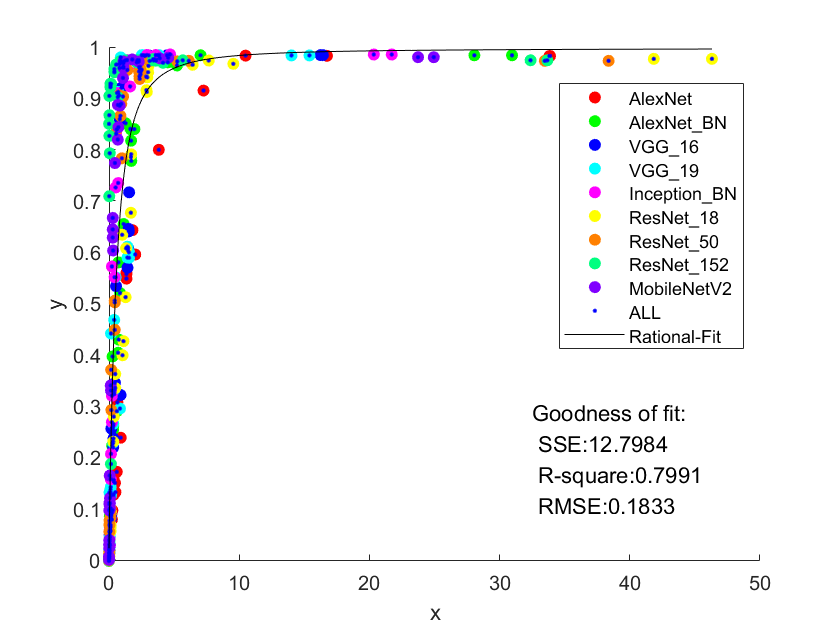 1
0.9
0.8
0.7
0.6
0.5
0.4
0.3
0.2
0.1
0
y
0 10 20 30 40 50
x
AlexNet
AlexNet_BN
VGG_16
VGG_19
Inception_BN
ResNet_18
ResNet_50
ResNet_152
MobileNetV2
ALL
Rational-Fit
Goodness of fit:
SSE:12.7984
R-square:0.7991
RMSE:0.1833